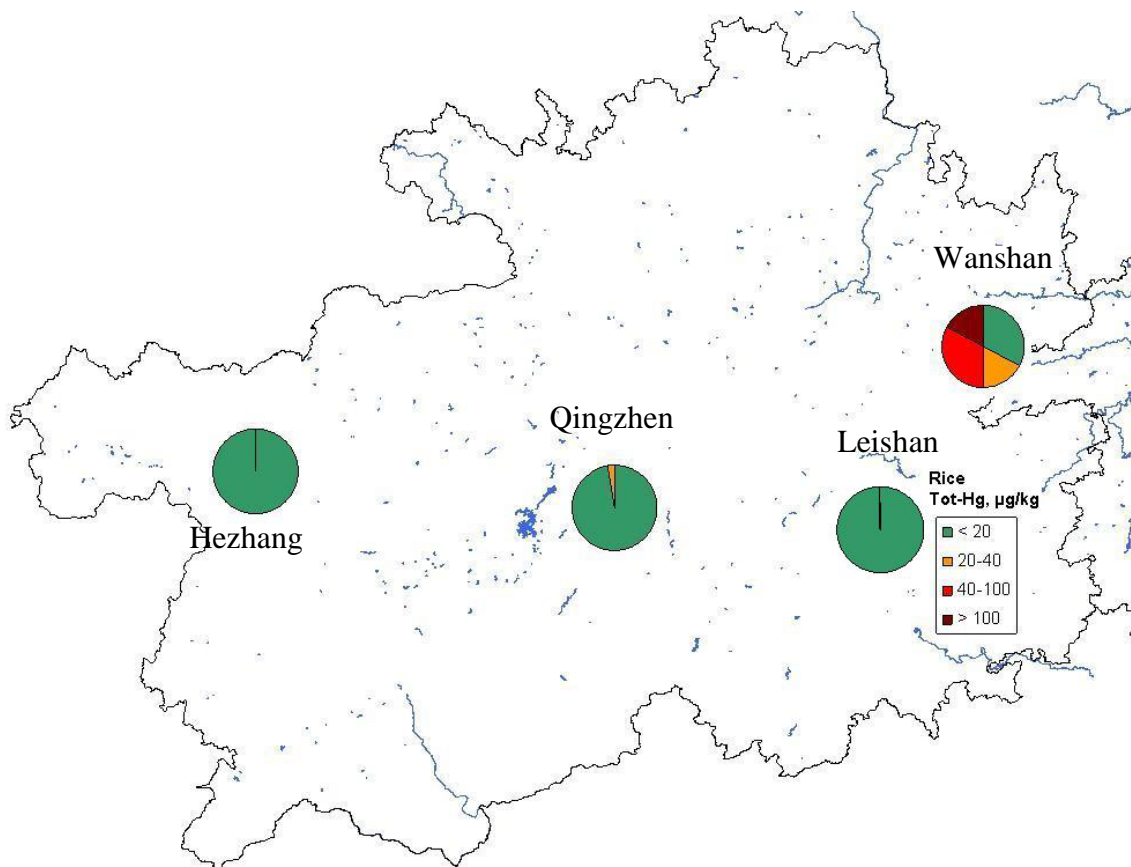 Wanshan
Qingzhen
Leishan
Rice
Tot-Hg, µg/kg
< 20
20-40
40-100
> 100
Hezhang